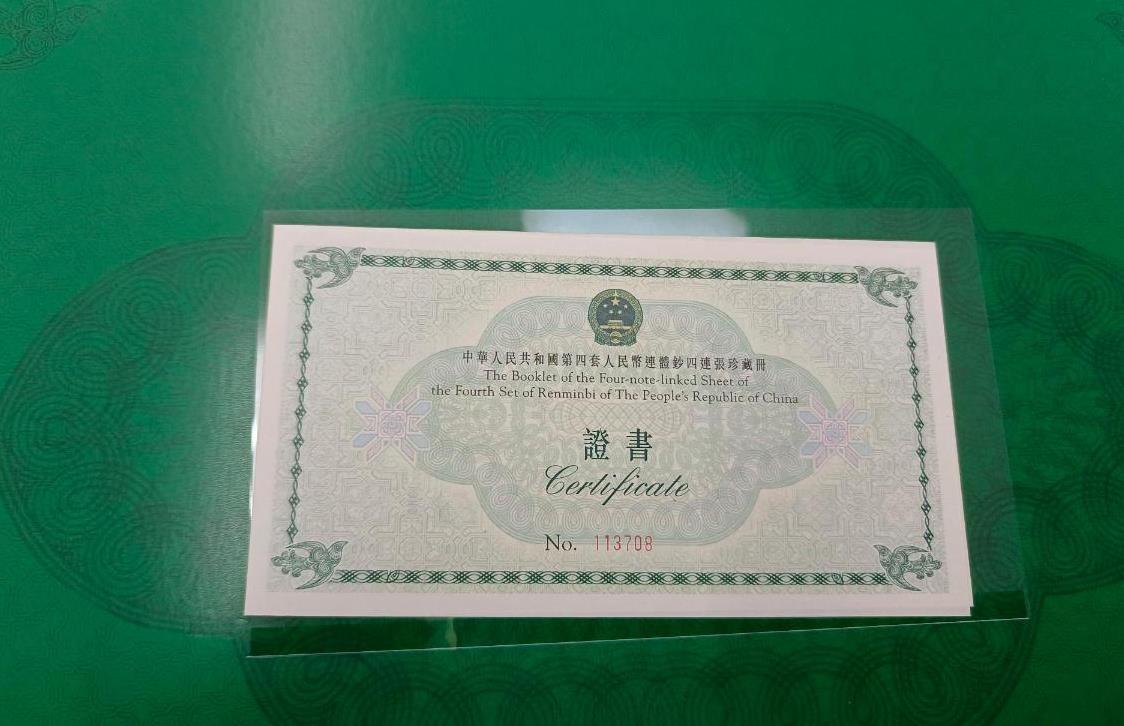 中華人民共和國第四套人民幣連體鈔四連張珍藏冊
The Booklet of the Four-note-linked Sheet of
the Fourth Set of Renminbi of The People's Republic of China
證書
Certificate
No. 113708